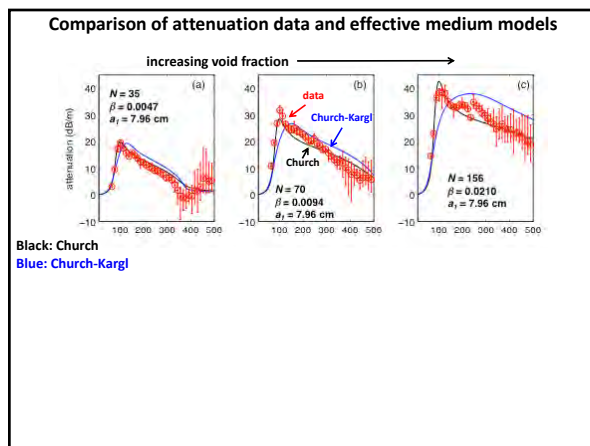 Comparison of attenuation data and effective medium models
increasing void fraction
attenuation (dB/m)
40
30
20
10
0
−10
(a)
N = 35
β = 0.0047
a₁ = 7.96 cm
100 200 300 400 500
40
30
20
10
0
−10
(b)
data
Church-Kargl
Church
N = 70
β = 0.0094
a₁ = 7.96 cm
100 200 300 400 500
40
30
20
10
0
−10
(c)
N = 156
β = 0.0210
a₁ = 7.96 cm
100 200 300 400 500
Black: Church
Blue: Church-Kargl